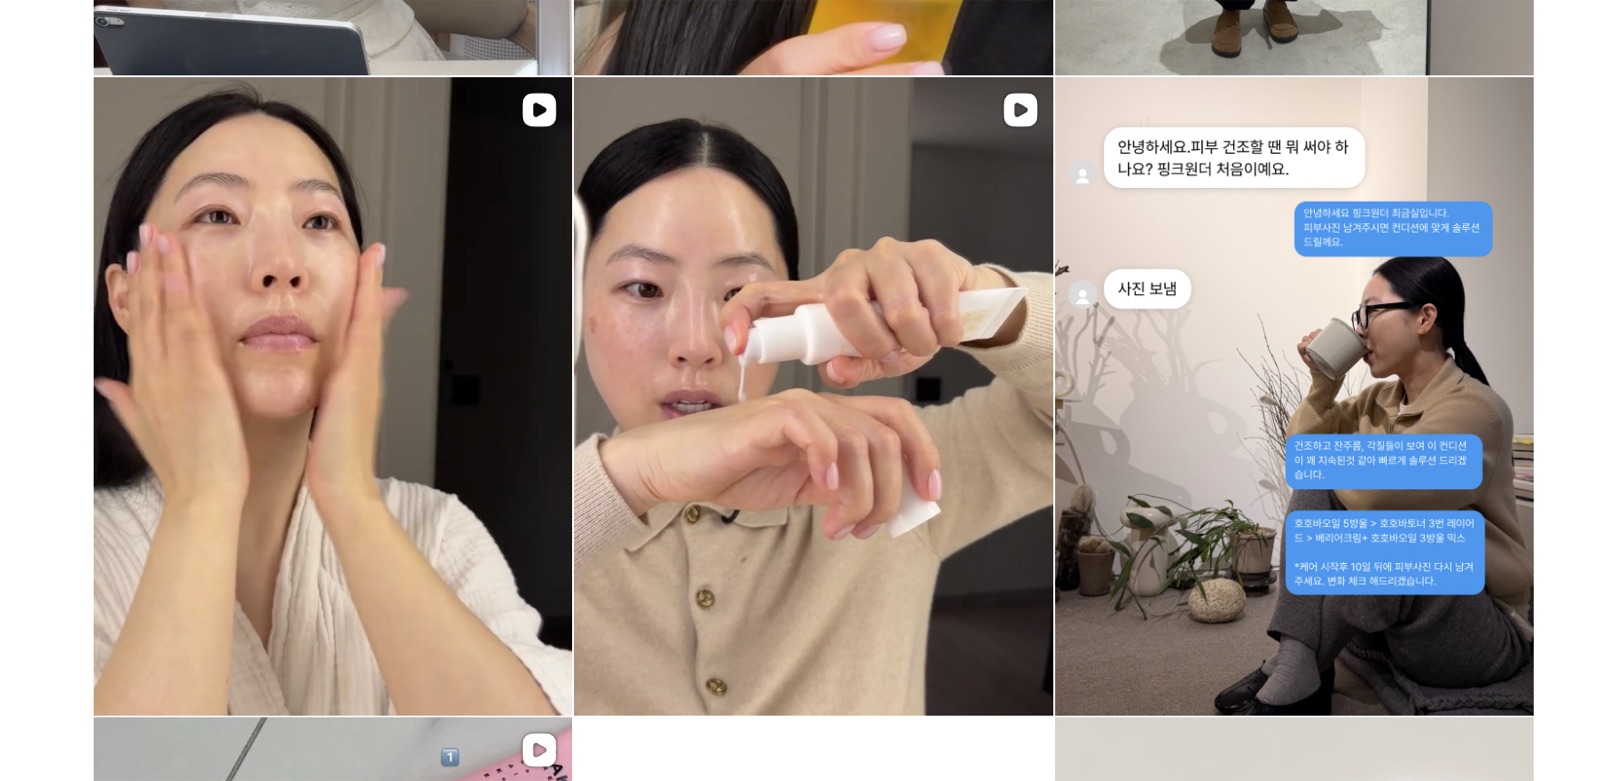 안녕하세요.피부 건조할 땐 뭐 써야 하
나요? 핑크원더 처음이예요.
안녕하세요 핑크원더 최금실입니다.
피부사진 남겨주시면 컨디션에 맞게 솔루션
드릴께요.
사진 보냄
건조하고 잔주름, 각질들이 보여 이 컨디션
이 꽤 지속된것 같아 빠르게 솔루션 드리겠
습니다.
호호바오일 5방울 > 호호바토너 3번 레이어
드 > 베리어크림+ 호호바오일 3방울 믹스
*케어 시작후 10일 뒤에 피부사진 다시 남겨
주세요. 변화 체크 해드리겠습니다.
1